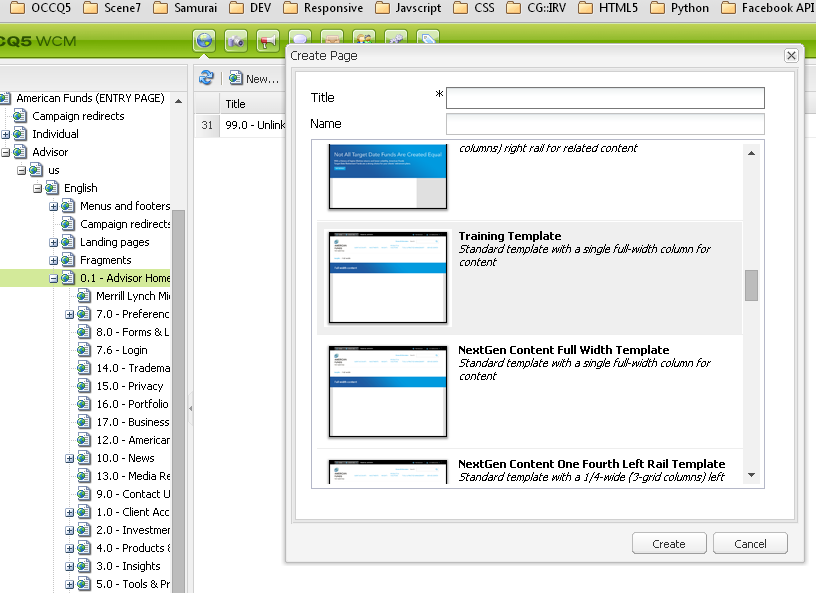 OCCQ5 Scene7 Samurai DEV Responsive Javscript CSS CG::IRV HTML5 Python Facebook API
CQ5 WCM
American Funds (ENTRY PAGE)
Campaign redirects
Individual
Advisor
us
English
Menus and footers
Campaign redirects
Landing pages
Fragments
0.1 - Advisor Home
Merrill Lynch Mi
7.0 - Preferenc
8.0 - Forms & L
7.6 - Login
14.0 - Tradema
15.0 - Privacy
16.0 - Portfolio
17.0 - Business
12.0 - American
10.0 - News
13.0 - Media Re
9.0 - Contact U
1.0 - Client Acc
2.0 - Investmer
4.0 - Products &
3.0 - Insights
5.0 - Tools & Pr
New...
Title
31 99.0 - Unlink
Create Page
Title *
Name
Not All Target Date Funds Are Created Equal
columns) right rail for related content
Training Template
Standard template with a single full-width column for
content
NextGen Content Full Width Template
Standard template with a single full-width column for
content
NextGen Content One Fourth Left Rail Template
Standard template with a 1/4-wide (3-grid columns) left
Create Cancel